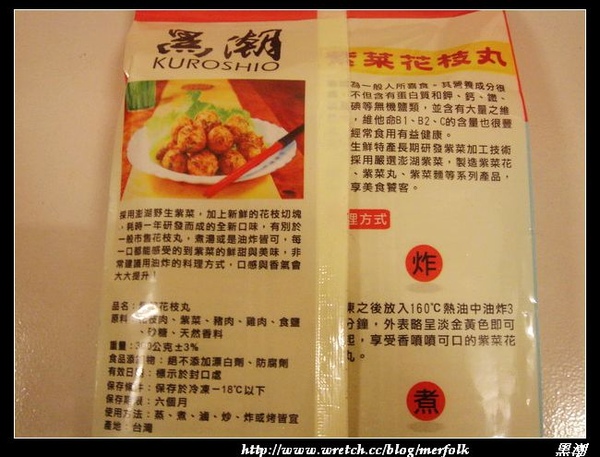 黑潮
KUROSHIO
採用澎湖野生紫菜，加上新鮮的花枝切塊
，耗時一年研發而成的全新口味，有別於
一般市售花枝丸，煮湯或是油炸皆可，每
一口都能感受的到紫菜的鮮甜與美味，非
常建議用油炸的料理方式，口感與香氣會
大大提升！
品名：花枝丸
原料：枝肉、紫菜、豬肉、雞肉、食鹽
、砂糖、天然香料
重量：3 0公克±3%
食品添 物：絕不添加漂白劑、防腐劑
有效日 ：標示於封口處
保存條件：保存於冷凍－18℃以下
保存期限：六個月
使用方法：蒸、煮、滷、炒、炸或烤皆宜
產地：台灣
紫菜花枝丸
為一般人所喜食。其營養成分很
不但含有蛋白質和鉀、鈣、鐵、
碘等無機鹽類，並含有大量之維
，維他命B1、B2、C的含量也很豐
經常食用有益健康。
生鮮特產長期研發紫菜加工技術
採用嚴選澎湖紫菜，製造紫菜花
、紫菜丸、紫菜麵等系列產品，
享美食饕客。
理方式
炸
凍之後放入160℃熱油中油炸3
分鐘，外表略呈淡金黃色即可
起，享受香噴噴可口的紫菜花
丸。
煮
http://www.wretch.cc/blog/merfolk
黑潮